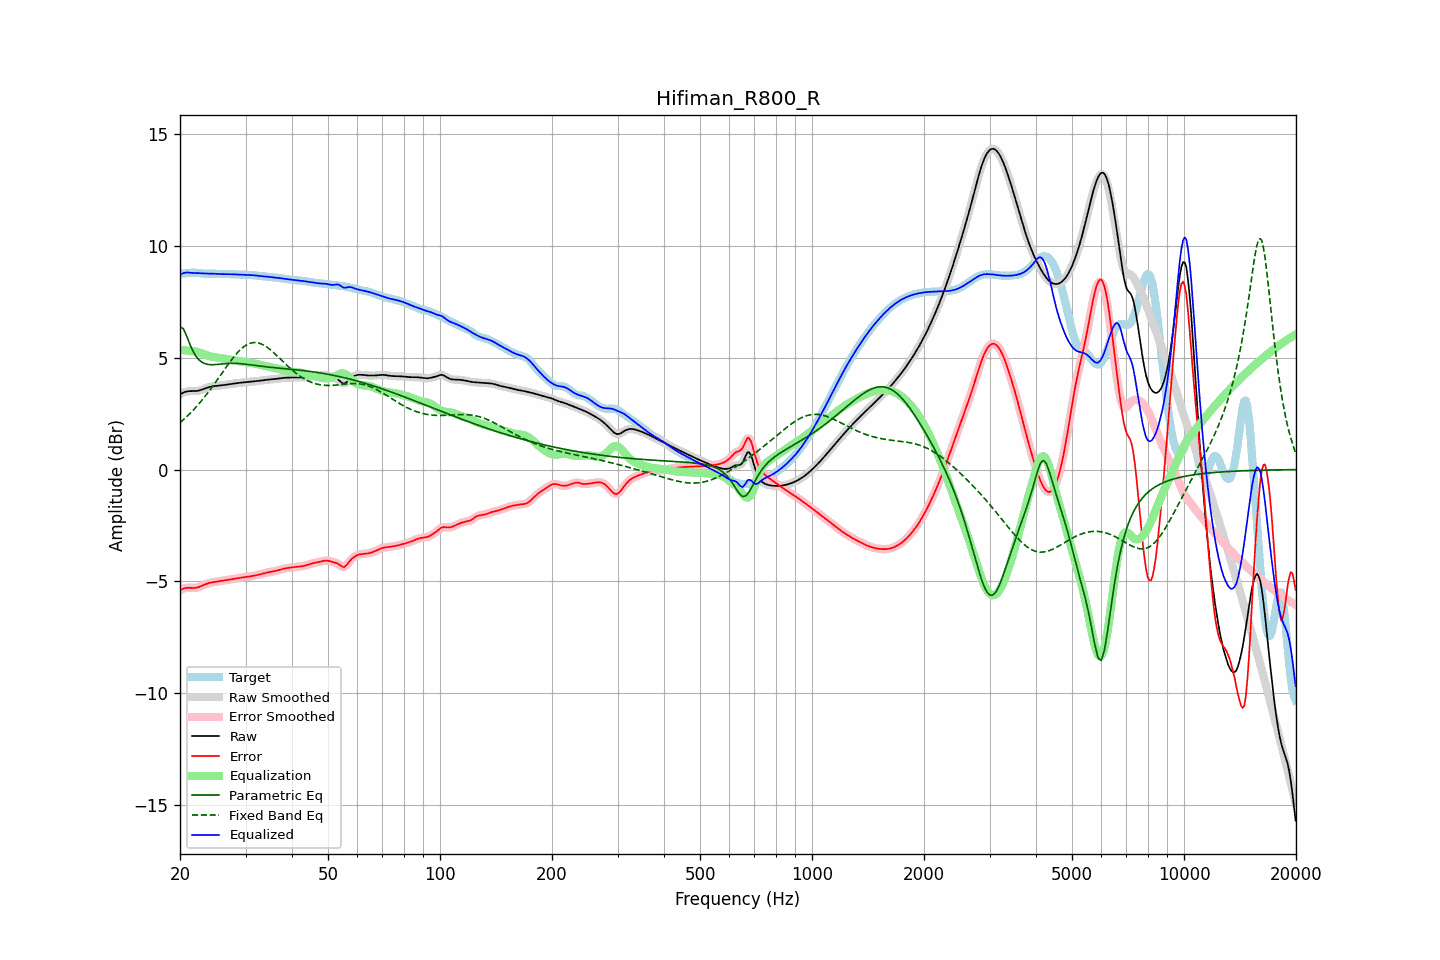 Hifiman_R800_R
Amplitude (dBr)
15
10
5
0
−5
−10
−15
Target
Raw Smoothed
Error Smoothed
Raw
Error
Equalization
Parametric Eq
Fixed Band Eq
Equalized
20 50 100 200 500 1000 2000 5000 10000 20000
Frequency (Hz)